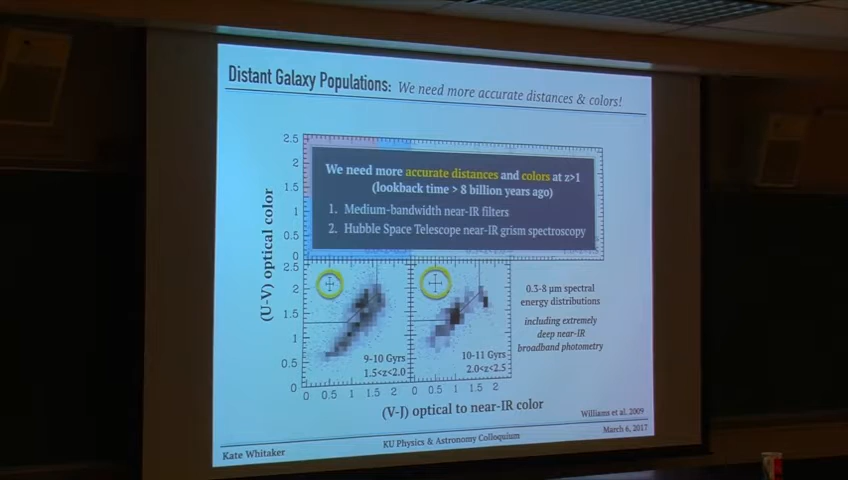 Distant Galaxy Populations: We need more accurate distances & colors!
2.5
2
1.5
1
0.5
0
We need more accurate distances and colors at z>1
(lookback time > 8 billion years ago)
1. Medium-bandwidth near-IR filters
2. Hubble Space Telescope near-IR grism spectroscopy
(U-V) optical color
2.5
2
1.5
1
0.5
0
9-10 Gyrs
1.5<z<2.0
10-11 Gyrs
2.0<z<2.5
0.3-8 μm spectral
energy distributions
including extremely
deep near-IR
broadband photometry
0 0.5 1 1.5 2 0 0.5 1 1.5 2
(V-J) optical to near-IR color
Williams et al. 2009
Kate Whitaker
KU Physics & Astronomy Colloquium
March 6, 2017